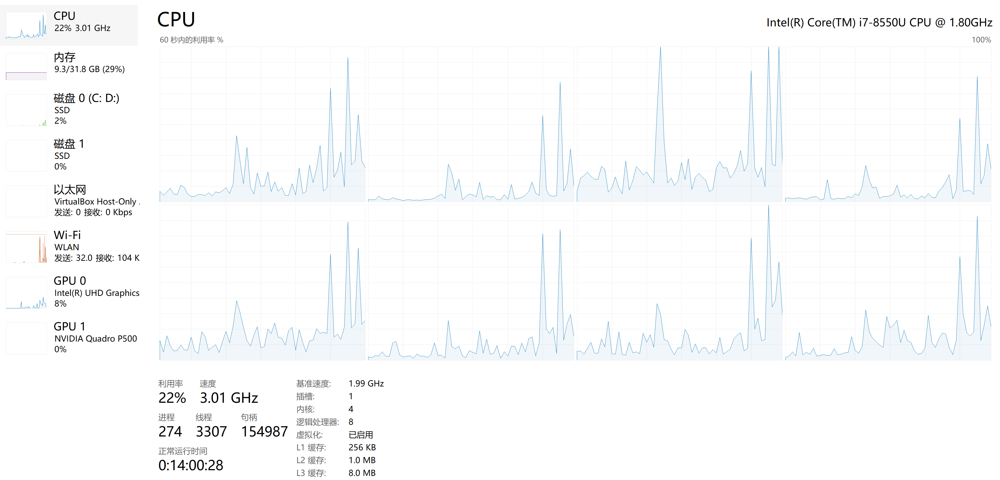 CPU
22% 3.01 GHz
内存
9.3/31.8 GB (29%)
磁盘 0 (C: D:)
SSD
2%
磁盘 1
SSD
0%
以太网
VirtualBox Host-Only .
发送: 0 接收: 0 Kbps
Wi-Fi
WLAN
发送: 32.0 接收: 104 K
GPU 0
Intel(R) UHD Graphics
8%
GPU 1
NVIDIA Quadro P500
0%
CPU
Intel(R) Core(TM) i7-8550U CPU @ 1.80GHz
60 秒内的利用率 %
100%
利用率 速度
22% 3.01 GHz
进程 线程 句柄
274 3307 154987
正常运行时间
0:14:00:28
基准速度: 1.99 GHz
插槽: 1
内核: 4
逻辑处理器: 8
虚拟化: 已启用
L1 缓存: 256 KB
L2 缓存: 1.0 MB
L3 缓存: 8.0 MB